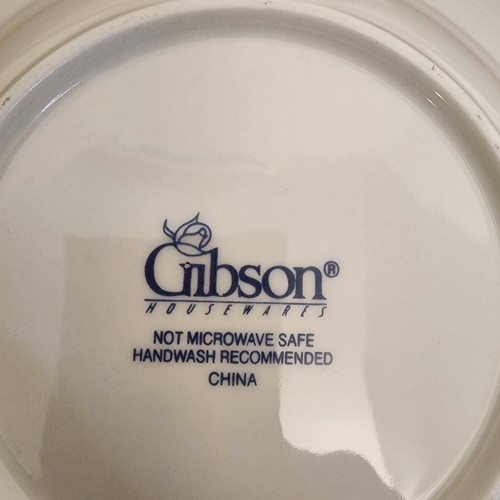 Gibson®
HOUSEWARES
NOT MICROWAVE SAFE
HANDWASH RECOMMENDED
CHINA